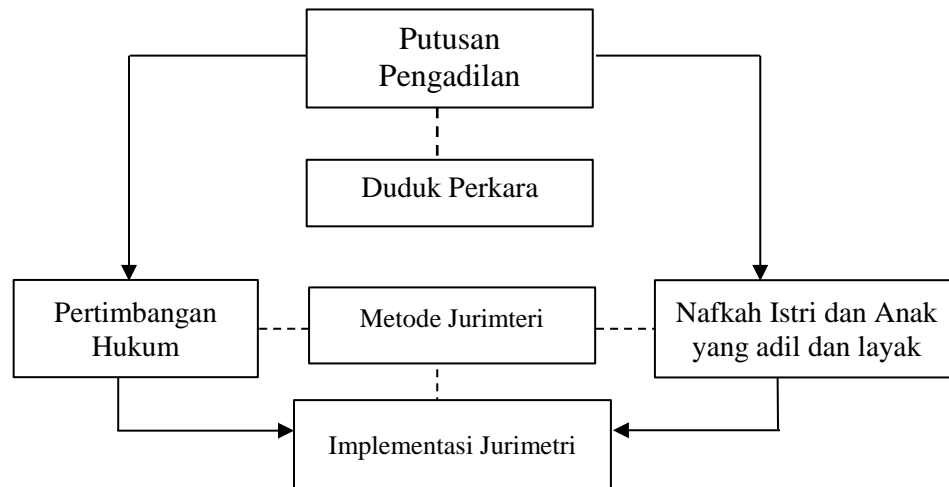 Putusan
Pengadilan
Duduk Perkara
Pertimbangan
Hukum
Metode Jurimteri
Nafkah Istri dan Anak
yang adil dan layak
Implementasi Jurimetri